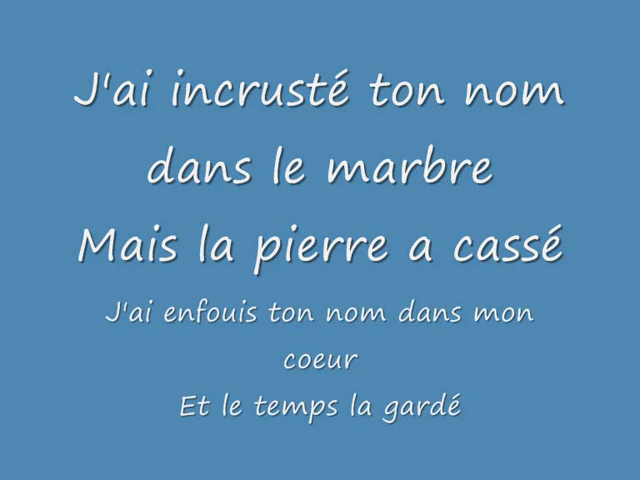 J'ai incrusté ton nom
dans le marbre
Mais la pierre a cassé
J'ai enfouis ton nom dans mon
coeur
Et le temps la gardé